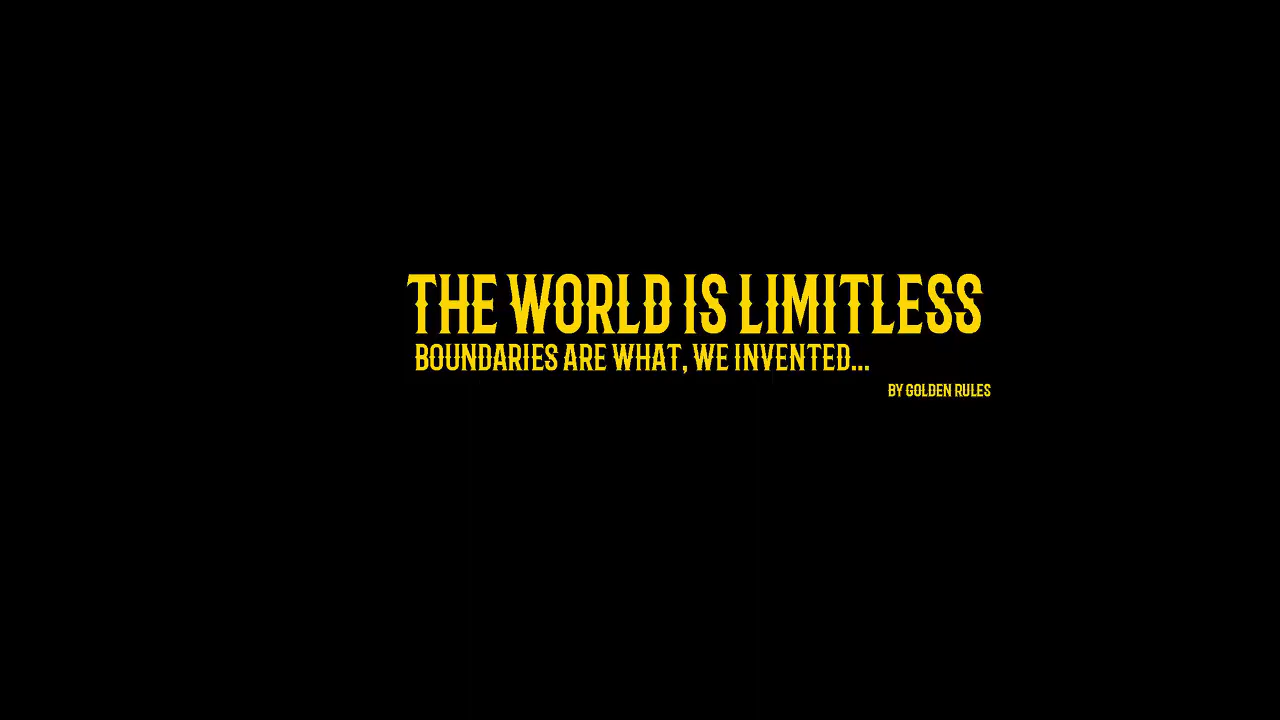 THE WORLD IS LIMITLESS
BOUNDARIES ARE WHAT, WE INVENTED...
BY GOLDEN RULES